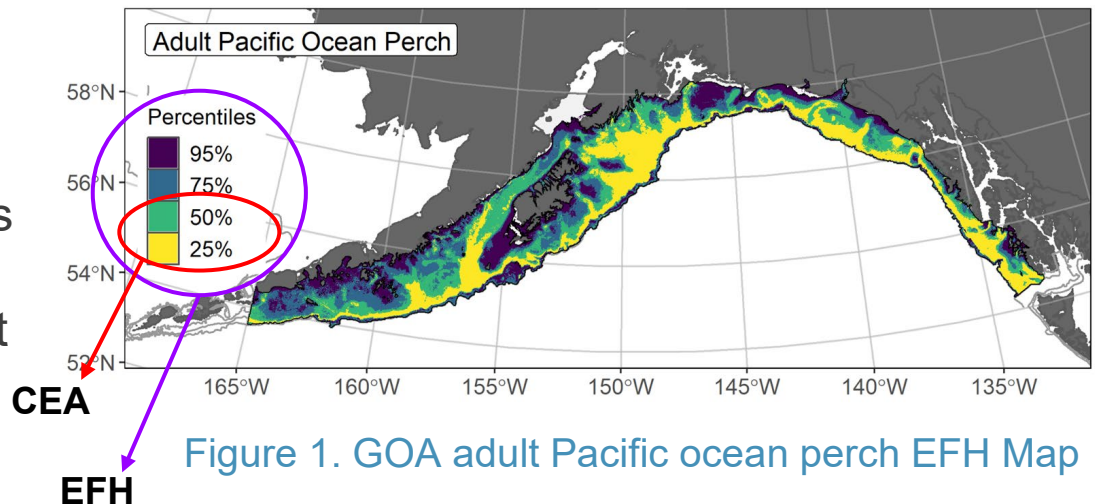 Adult Pacific Ocean Perch
58°N
56°N
54°N
52°N
Percentiles
95%
75%
50%
25%
s
t
165°W
160°W
155°W
150°W
145°W
140°W
135°W
CEA
EFH
Figure 1. GOA adult Pacific ocean perch EFH Map